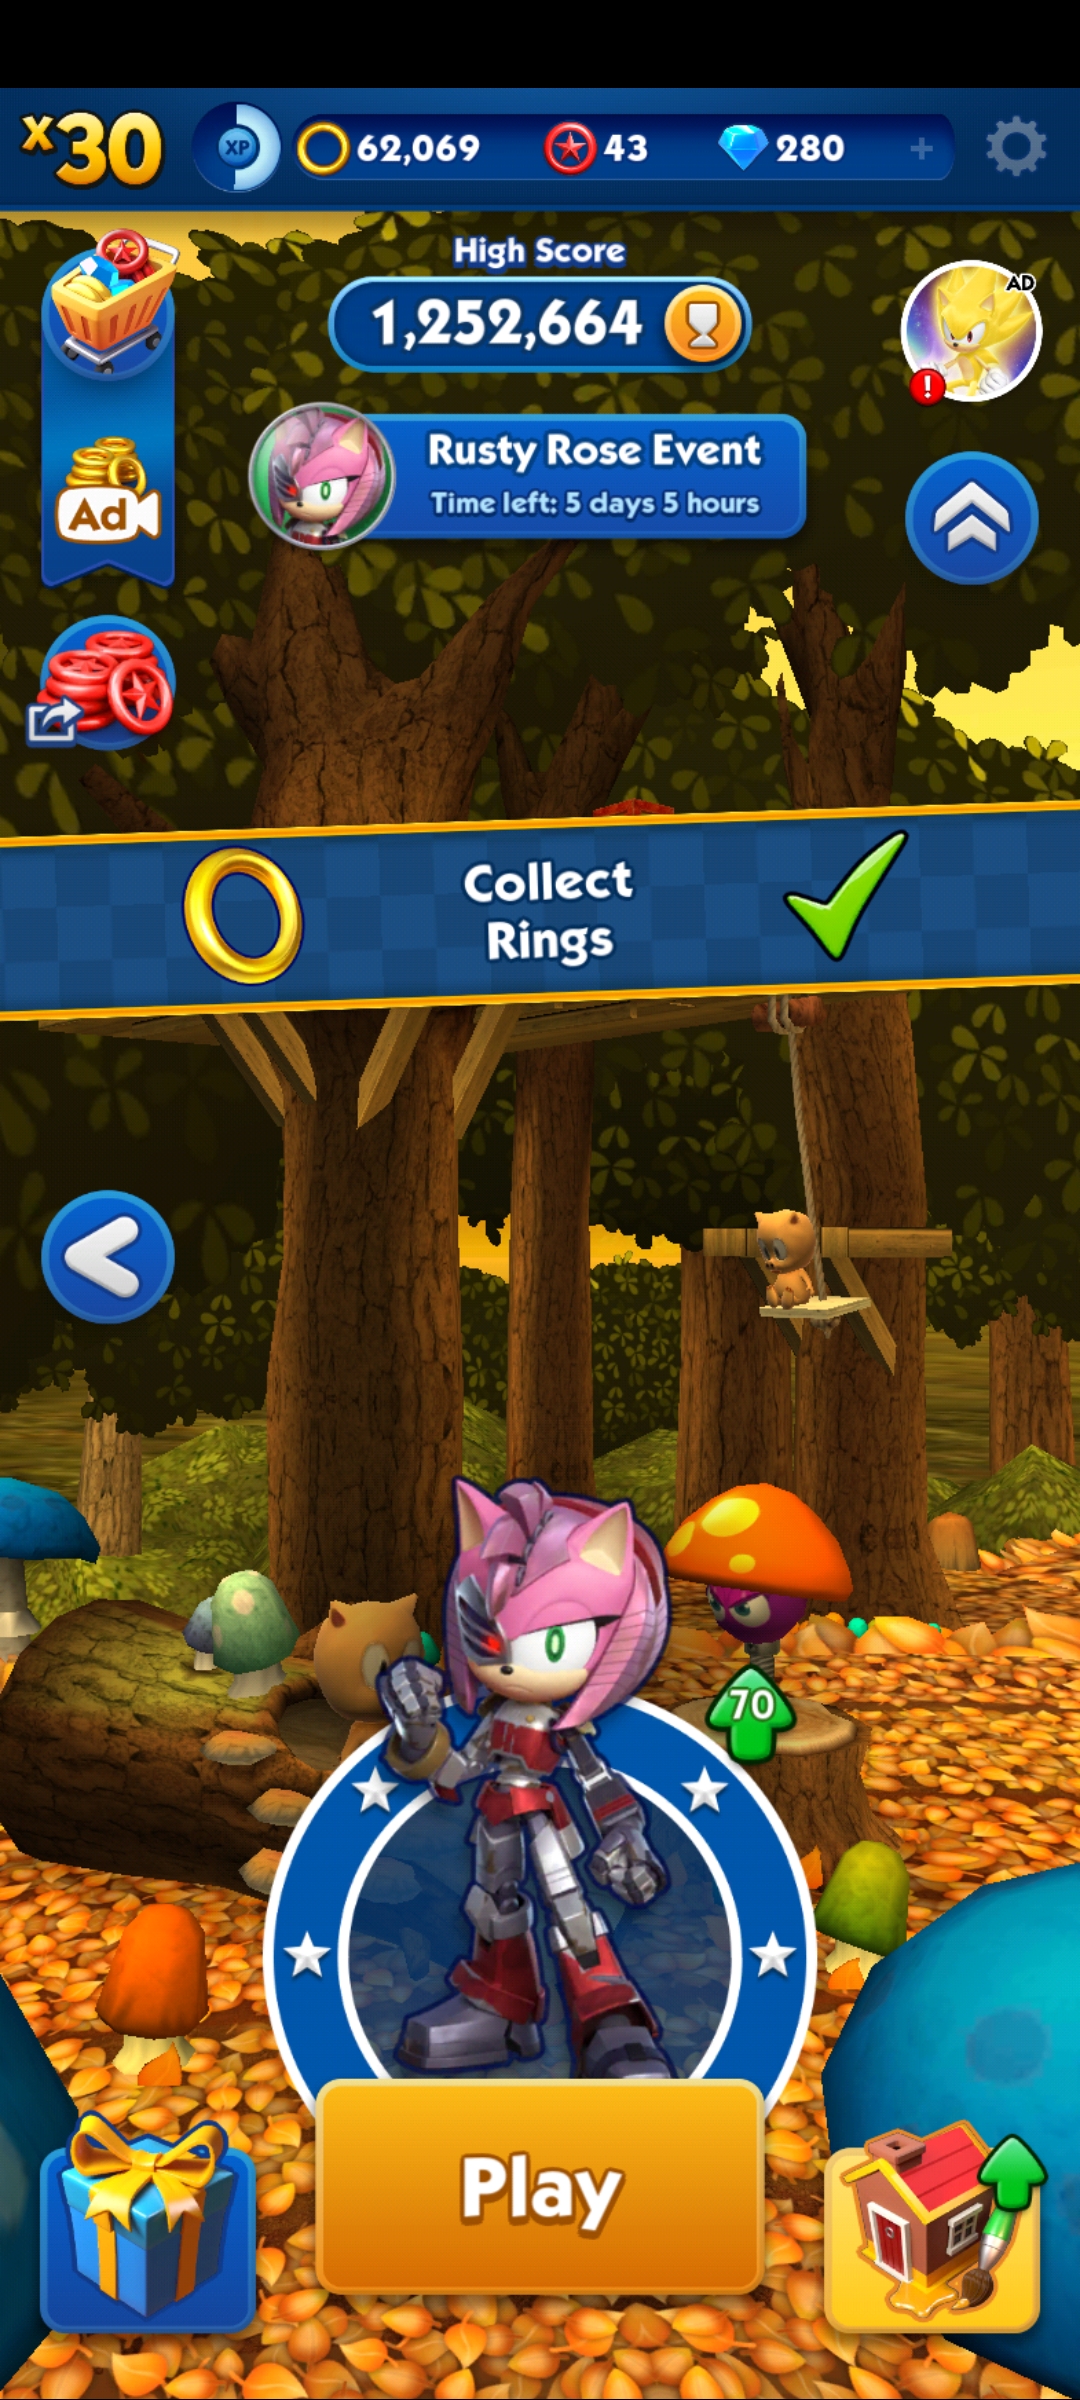 x30
XP
62,069
43
280
+
High Score
1,252,664
AD
!
Rusty Rose Event
Time left: 5 days 5 hours
Ad
Collect
Rings
70
Play